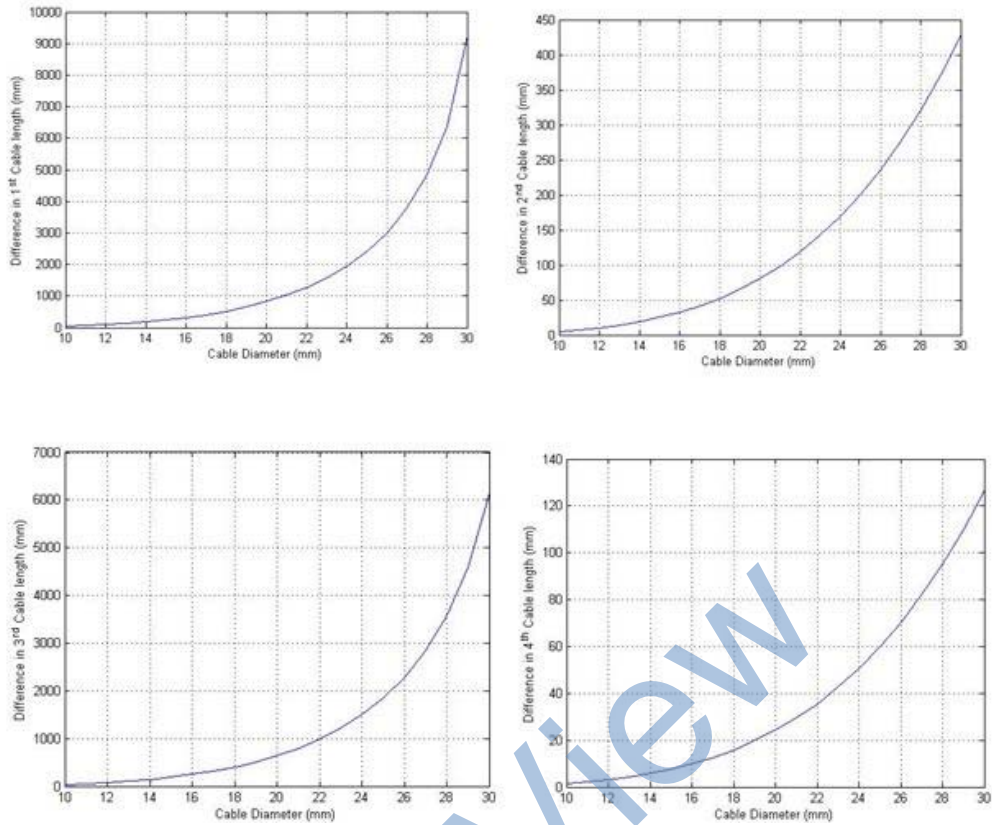 10000
9000
8000
7000
6000
5000
4000
3000
2000
1000
0
10 12 14 16 18 20 22 24 26 28 30
Cable Diameter (mm)
Difference in 1st Cable length (mm)
450
400
350
300
250
200
150
100
50
0
10 12 14 16 18 20 22 24 26 28 30
Cable Diameter (mm)
Difference in 2nd Cable length (mm)
7000
6000
5000
4000
3000
2000
1000
0
10 12 14 16 18 20 22 24 26 28 30
Cable Diameter (mm)
Difference in 3rd Cable length (mm)
140
120
100
80
60
40
20
0
10 12 14 16 18 20 22 24 26 28 30
Cable Diameter (mm)
Difference in 4th Cable length (mm)
view